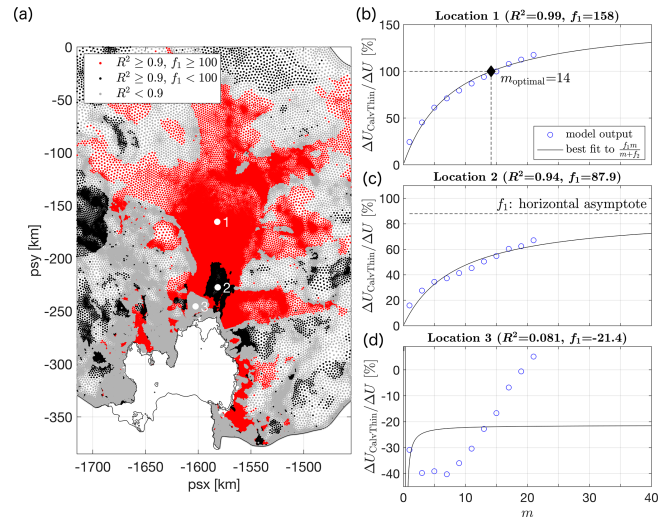 (a)
R² ≥ 0.9, f₁ ≥ 100
R² ≥ 0.9, f₁ < 100
R² < 0.9
0
-50
-100
-150
-200
-250
-300
-350
psy [km]
1
2
3
-1700
-1650
-1600
-1550
-1500
psx [km]
(b)
Location 1 (R²=0.99, f₁=158)
150
100
50
0
ΔU_CalvThin/ΔU [%]
m_optimal=14
model output
best fit to f₁m/(m+f₂)
(c)
Location 2 (R²=0.94, f₁=87.9)
f₁: horizontal asymptote
80
60
40
20
0
ΔU_CalvThin/ΔU [%]
(d)
Location 3 (R²=0.081, f₁=-21.4)
0
-10
-20
-30
-40
ΔU_CalvThin/ΔU [%]
0
10
20
30
40
m